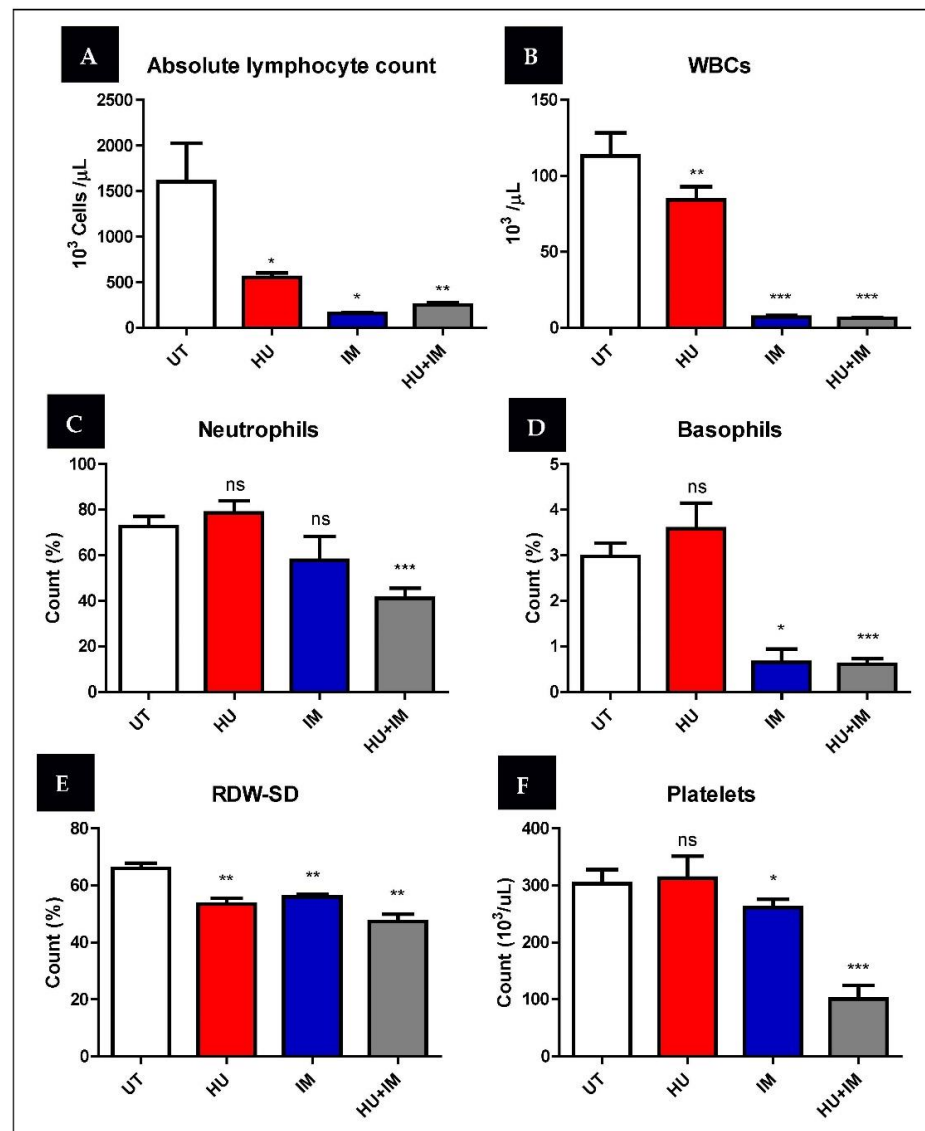 A
Absolute lymphocyte count
2500
2000
1500
1000
500
0
10³ Cells /μL
*
*
**
UT
HU
IM
HU+IM
B
WBCs
150
100
50
0
10³ /μL
**
***
***
UT
HU
IM
HU+IM
C
Neutrophils
100
80
60
40
20
0
Count (%)
ns
ns
***
UT
HU
IM
HU+IM
D
Basophils
5
4
3
2
1
0
Count (%)
ns
*
***
UT
HU
IM
HU+IM
E
RDW-SD
80
60
40
20
0
Count (%)
**
**
**
UT
HU
IM
HU+IM
F
Platelets
400
300
200
100
0
Count (10³/uL)
ns
*
***
UT
HU
IM
HU+IM